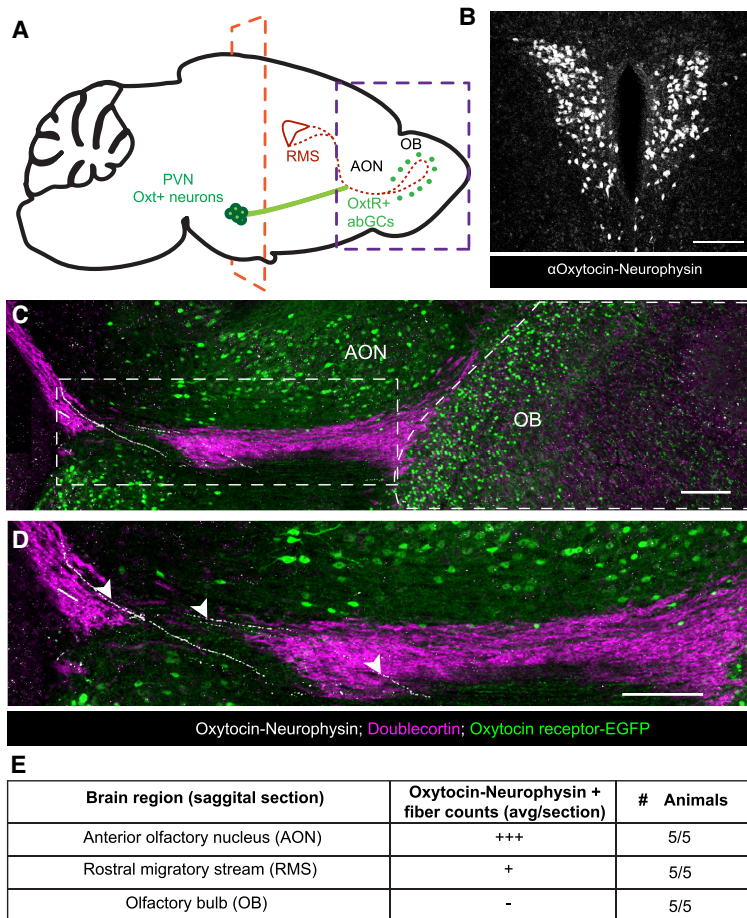 A
RMS
AON
OB
PVN
Oxt+ neurons
OxtR+
abGCs
B
αOxytocin-Neurophysin
C
AON
OB
D
Oxytocin-Neurophysin; Doublecortin; Oxytocin receptor-EGFP
E
Brain region (saggital section) Oxytocin-Neurophysin + fiber counts (avg/section) # Animals
Anterior olfactory nucleus (AON) +++ 5/5
Rostral migratory stream (RMS) + 5/5
Olfactory bulb (OB) - 5/5